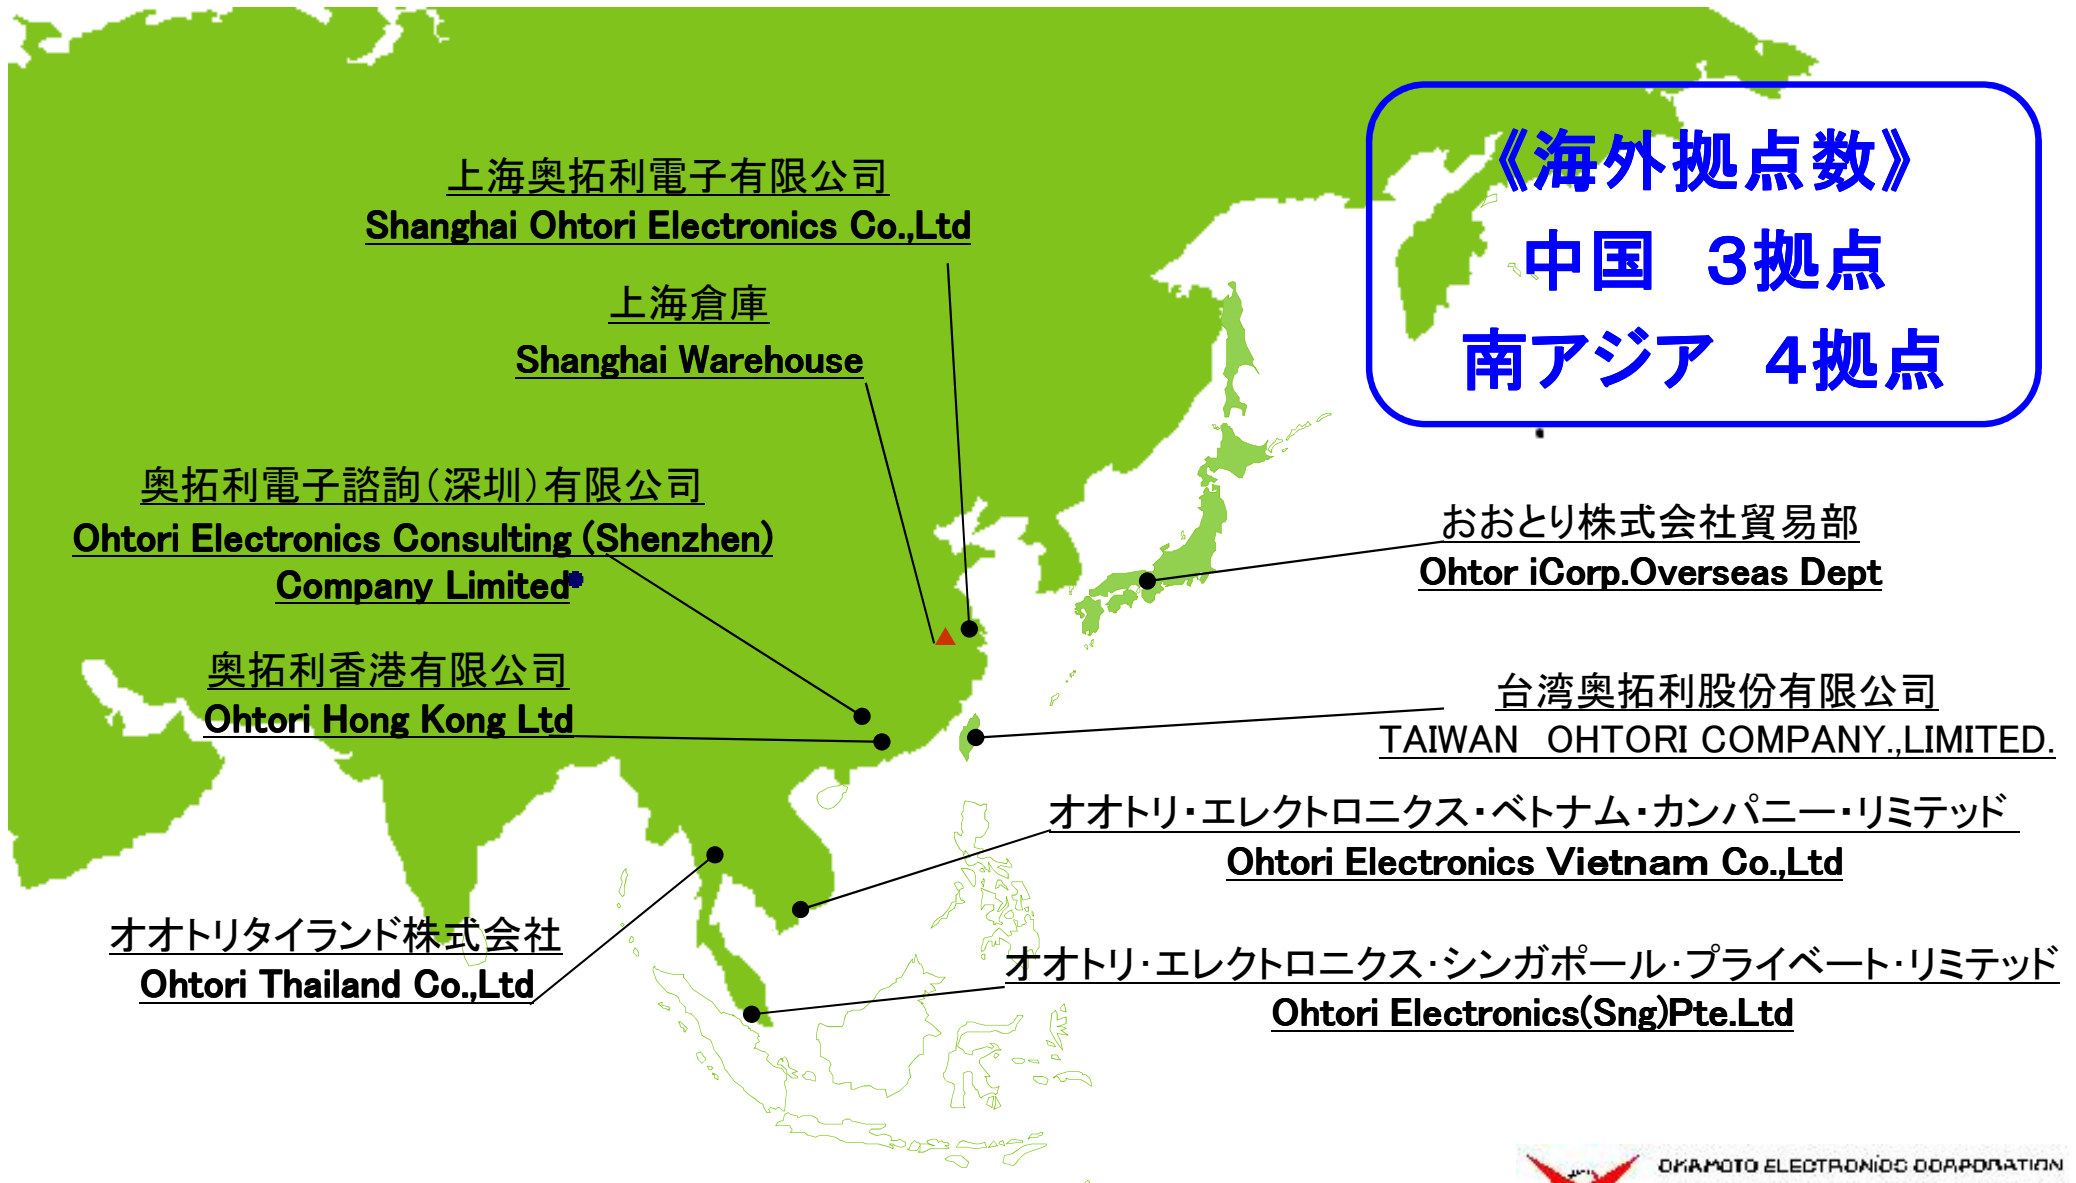 《海外拠点数》
中国　３拠点
南アジア　４拠点
上海奥拓利電子有限公司
Shanghai Ohtori Electronics Co.,Ltd
上海倉庫
Shanghai Warehouse
奥拓利電子諮詢（深圳）有限公司
Ohtori Electronics Consulting (Shenzhen)
Company Limited
奥拓利香港有限公司
Ohtori Hong Kong Ltd
オオトリタイランド株式会社
Ohtori Thailand Co.,Ltd
おおとり株式会社貿易部
Ohtor iCorp.Overseas Dept
台湾奥拓利股份有限公司
TAIWAN　OHTORI COMPANY.,LIMITED.
オオトリ・エレクトロニクス・ベトナム・カンパニー・リミテッド
Ohtori Electronics Vietnam Co.,Ltd
オオトリ・エレクトロニクス・シンガポール・プライベート・リミテッド
Ohtori Electronics(Sng)Pte.Ltd
OKAMOTO ELECTRONICS CORPORATION